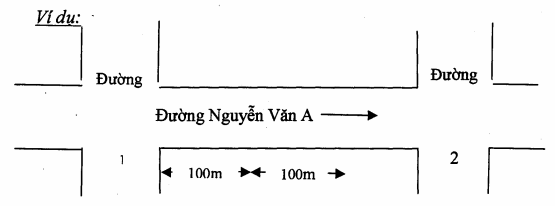 Ví dụ:
Đường
Đường
Đường Nguyễn Văn A
1
100m
100m
2